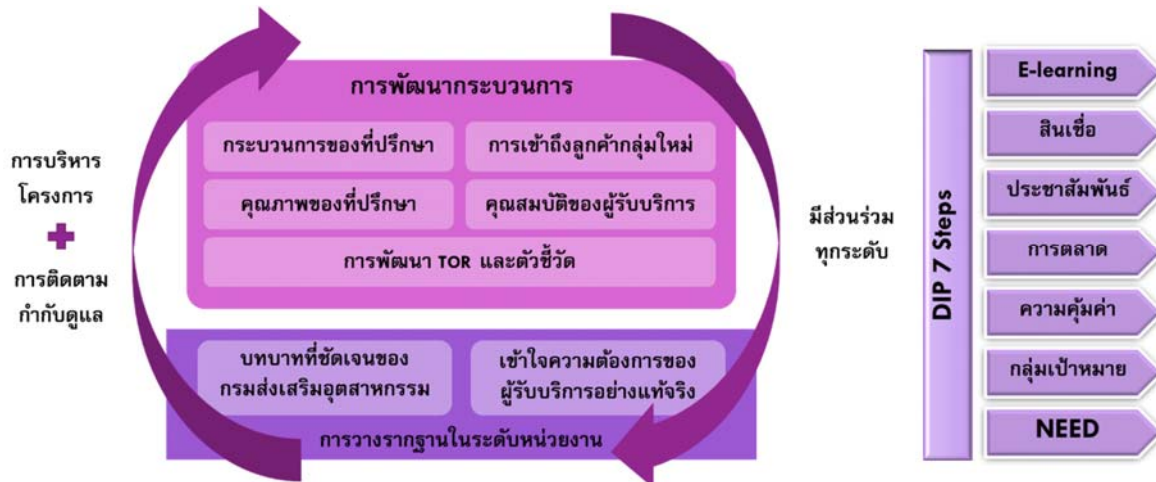 การบริหาร
โครงการ
การติดตาม
กำกับดูแล
การพัฒนากระบวนการ
กระบวนการของที่ปรึกษา
การเข้าถึงลูกค้ากลุ่มใหม่
คุณภาพของที่ปรึกษา
คุณสมบัติของผู้รับบริการ
การพัฒนา TOR และตัวชี้วัด
บทบาทที่ชัดเจนของ
กรมส่งเสริมอุตสาหกรรม
เข้าใจความต้องการของ
ผู้รับบริการอย่างแท้จริง
การวางรากฐานในระดับหน่วยงาน
มีส่วนร่วม
ทุกระดับ
DIP 7 Steps
E-learning
สินเชื่อ
ประชาสัมพันธ์
การตลาด
ความคุ้มค่า
กลุ่มเป้าหมาย
NEED